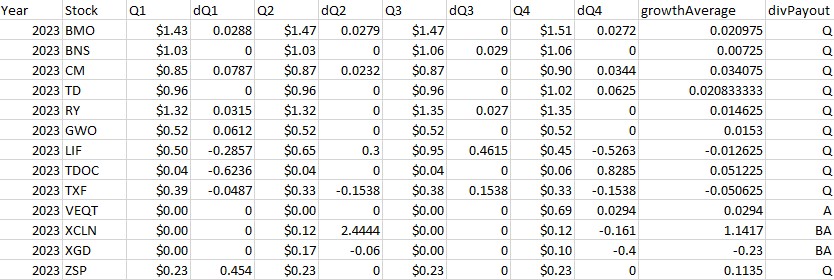 Year Stock Q1 dQ1 Q2 dQ2 Q3 dQ3 Q4 dQ4 growthAverage divPayout
2023 BMO $1.43 0.0288 $1.47 0.0279 $1.47 0 $1.51 0.0272 0.020975 Q
2023 BNS $1.03 0 $1.03 0 $1.06 0.029 $1.06 0 0.00725 Q
2023 CM $0.85 0.0787 $0.87 0.0232 $0.87 0 $0.90 0.0344 0.034075 Q
2023 TD $0.96 0 $0.96 0 $0.96 0 $1.02 0.0625 0.020833333 Q
2023 RY $1.32 0.0315 $1.32 0 $1.35 0.027 $1.35 0 0.014625 Q
2023 GWO $0.52 0.0612 $0.52 0 $0.52 0 $0.52 0 0.0153 Q
2023 LIF $0.50 -0.2857 $0.65 0.3 $0.95 0.4615 $0.45 -0.5263 -0.012625 Q
2023 TDOC $0.04 -0.6236 $0.04 0 $0.04 0 $0.06 0.8285 0.051225 Q
2023 TXF $0.39 -0.0487 $0.33 -0.1538 $0.38 0.1538 $0.33 -0.1538 -0.050625 Q
2023 VEQT $0.00 0 $0.00 0 $0.00 0 $0.69 0.0294 0.0294 A
2023 XCLN $0.00 0 $0.12 2.4444 $0.00 0 $0.12 -0.161 1.1417 BA
2023 XGD $0.00 0 $0.17 -0.06 $0.00 0 $0.10 -0.4 -0.23 BA
2023 ZSP $0.23 0.454 $0.23 0 $0.23 0 $0.23 0 0.1135 Q